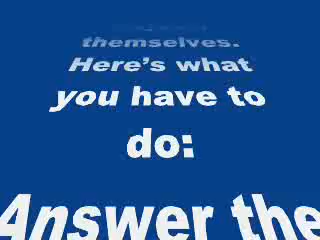 themselves.
Here's what
you have to
do:
Answer the